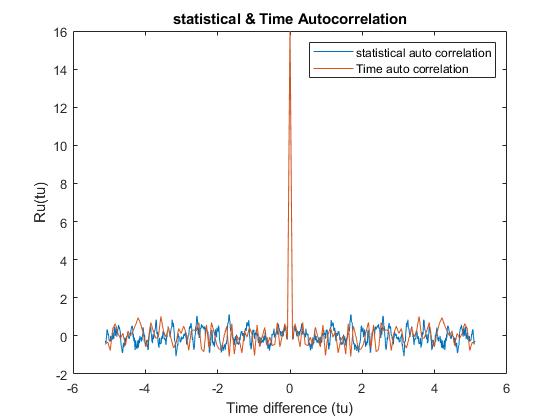 statistical & Time Autocorrelation
16
14
12
10
8
6
4
2
0
-2
Ru(tu)
statistical auto correlation
Time auto correlation
-6 -4 -2 0 2 4 6
Time difference (tu)